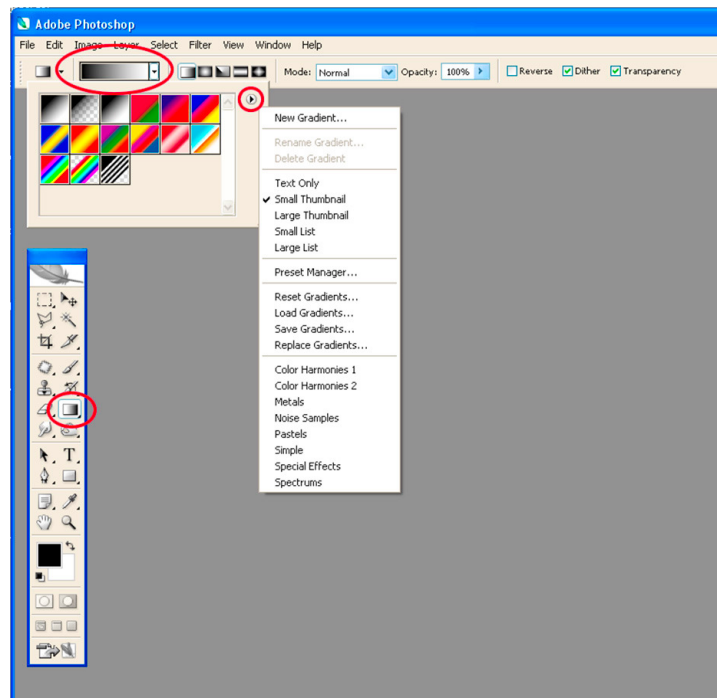 Adobe Photoshop
File Edit Image Layer Select Filter View Window Help
Mode: Normal Opacity: 100% Reverse Dither Transparency
New Gradient...
Rename Gradient...
Delete Gradient
Text Only
Small Thumbnail
Large Thumbnail
Small List
Large List
Preset Manager...
Reset Gradients...
Load Gradients...
Save Gradients...
Replace Gradients...
Color Harmonies 1
Color Harmonies 2
Metals
Noise Samples
Pastels
Simple
Special Effects
Spectrums
T